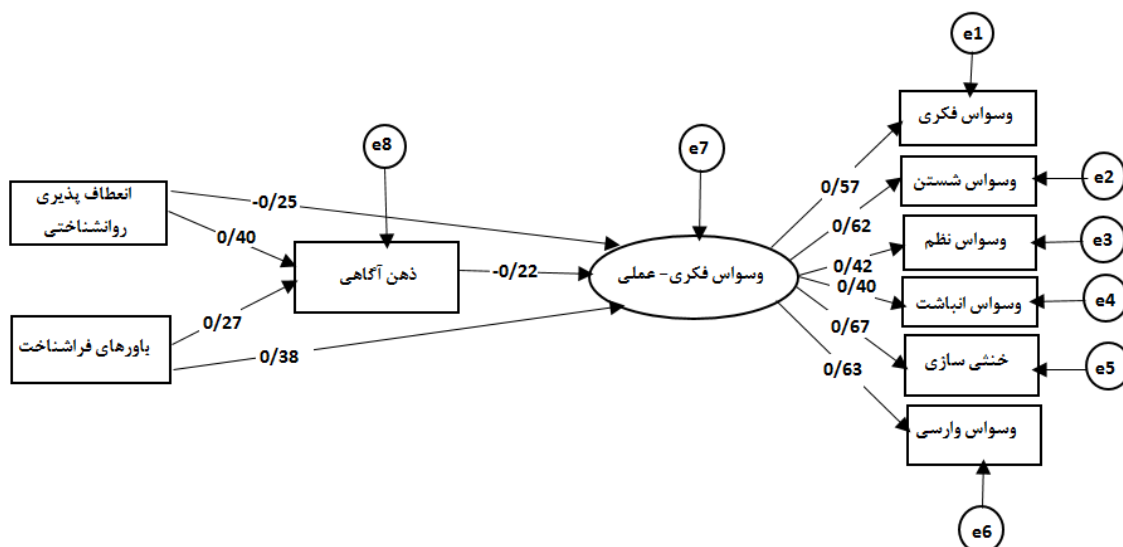 e1
وسواس فکری
e8
e7
وسواس شستن
e2
0/57
انعطاف پذیری
روانشناختی
-0/25
0/62
وسواس نظم
e3
0/40
ذهن آگاهی
-0/22
وسواس فکری- عملی
0/42
0/40
وسواس انباشت
e4
0/27
0/67
باورهای فراشناخت
0/38
خنثی سازی
e5
0/63
وسواس وارسی
e6